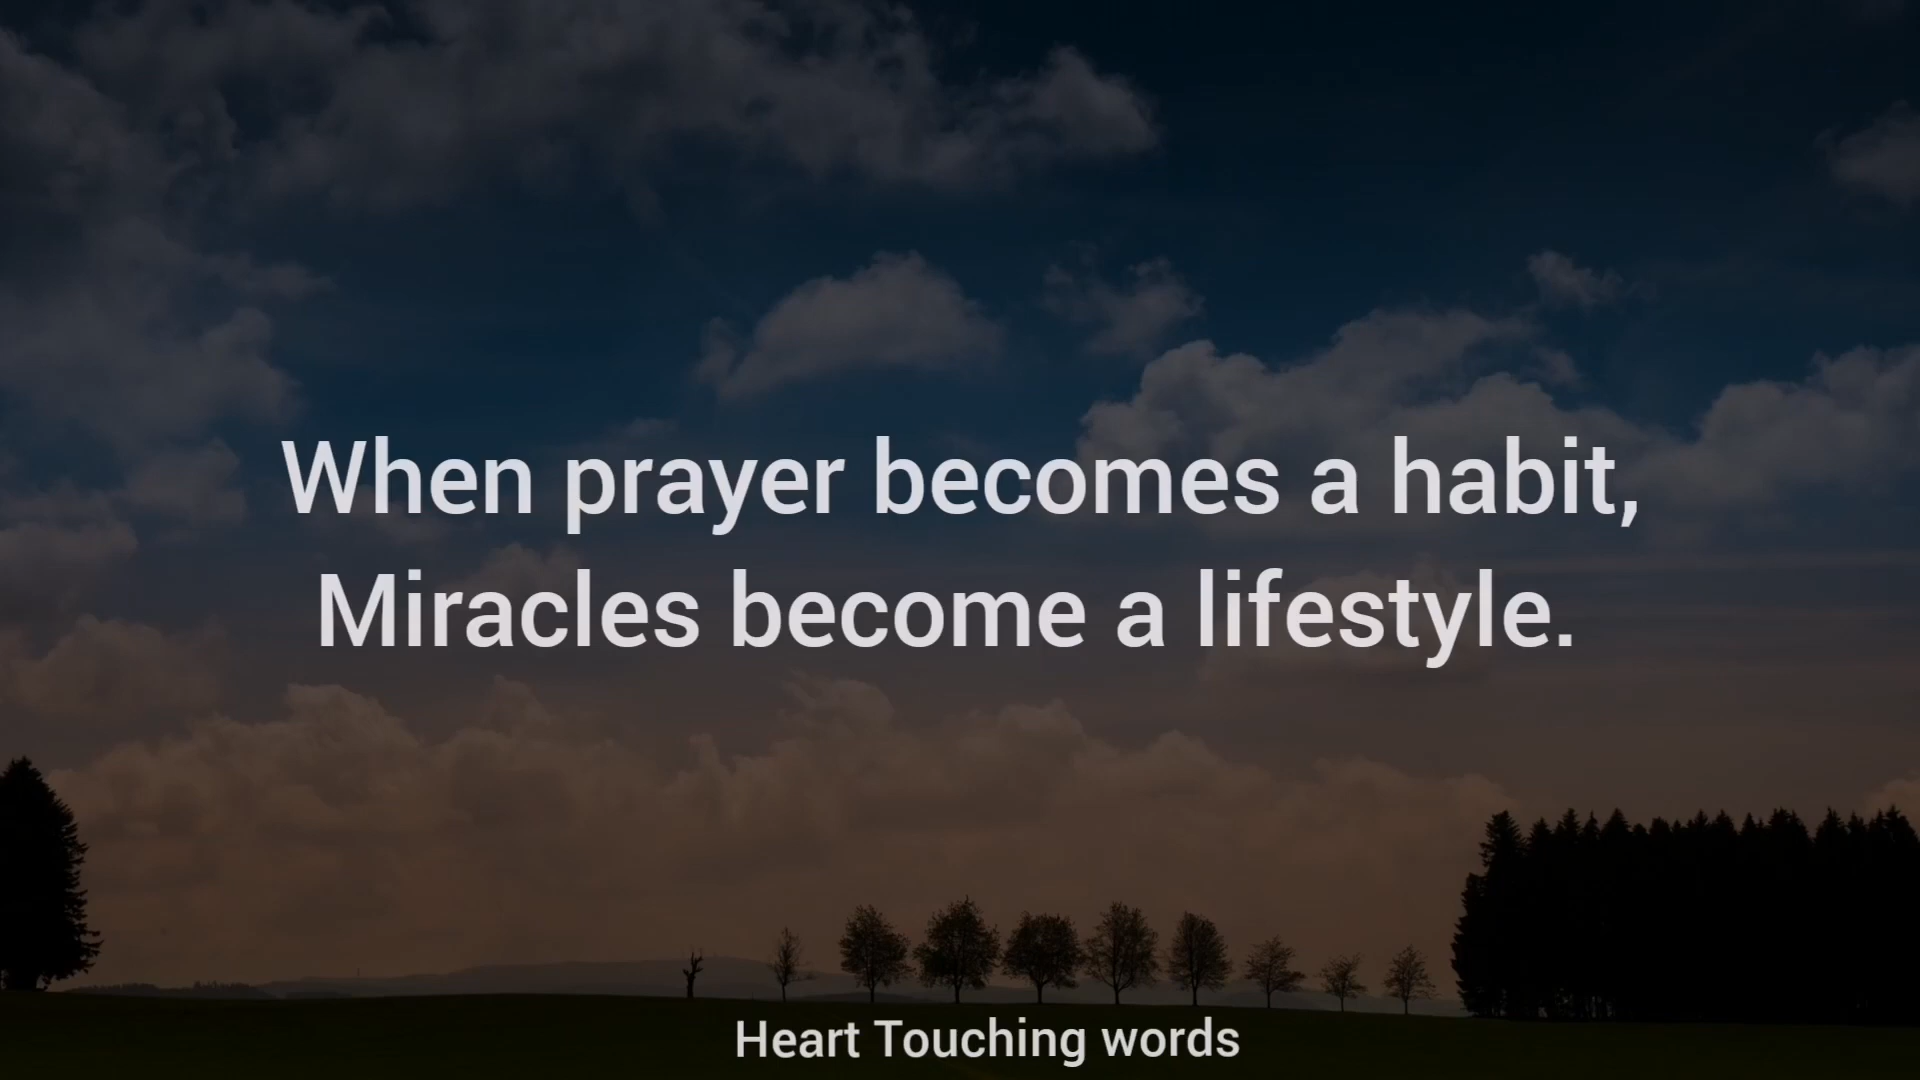 When prayer becomes a habit,
Miracles become a lifestyle.
Heart Touching words